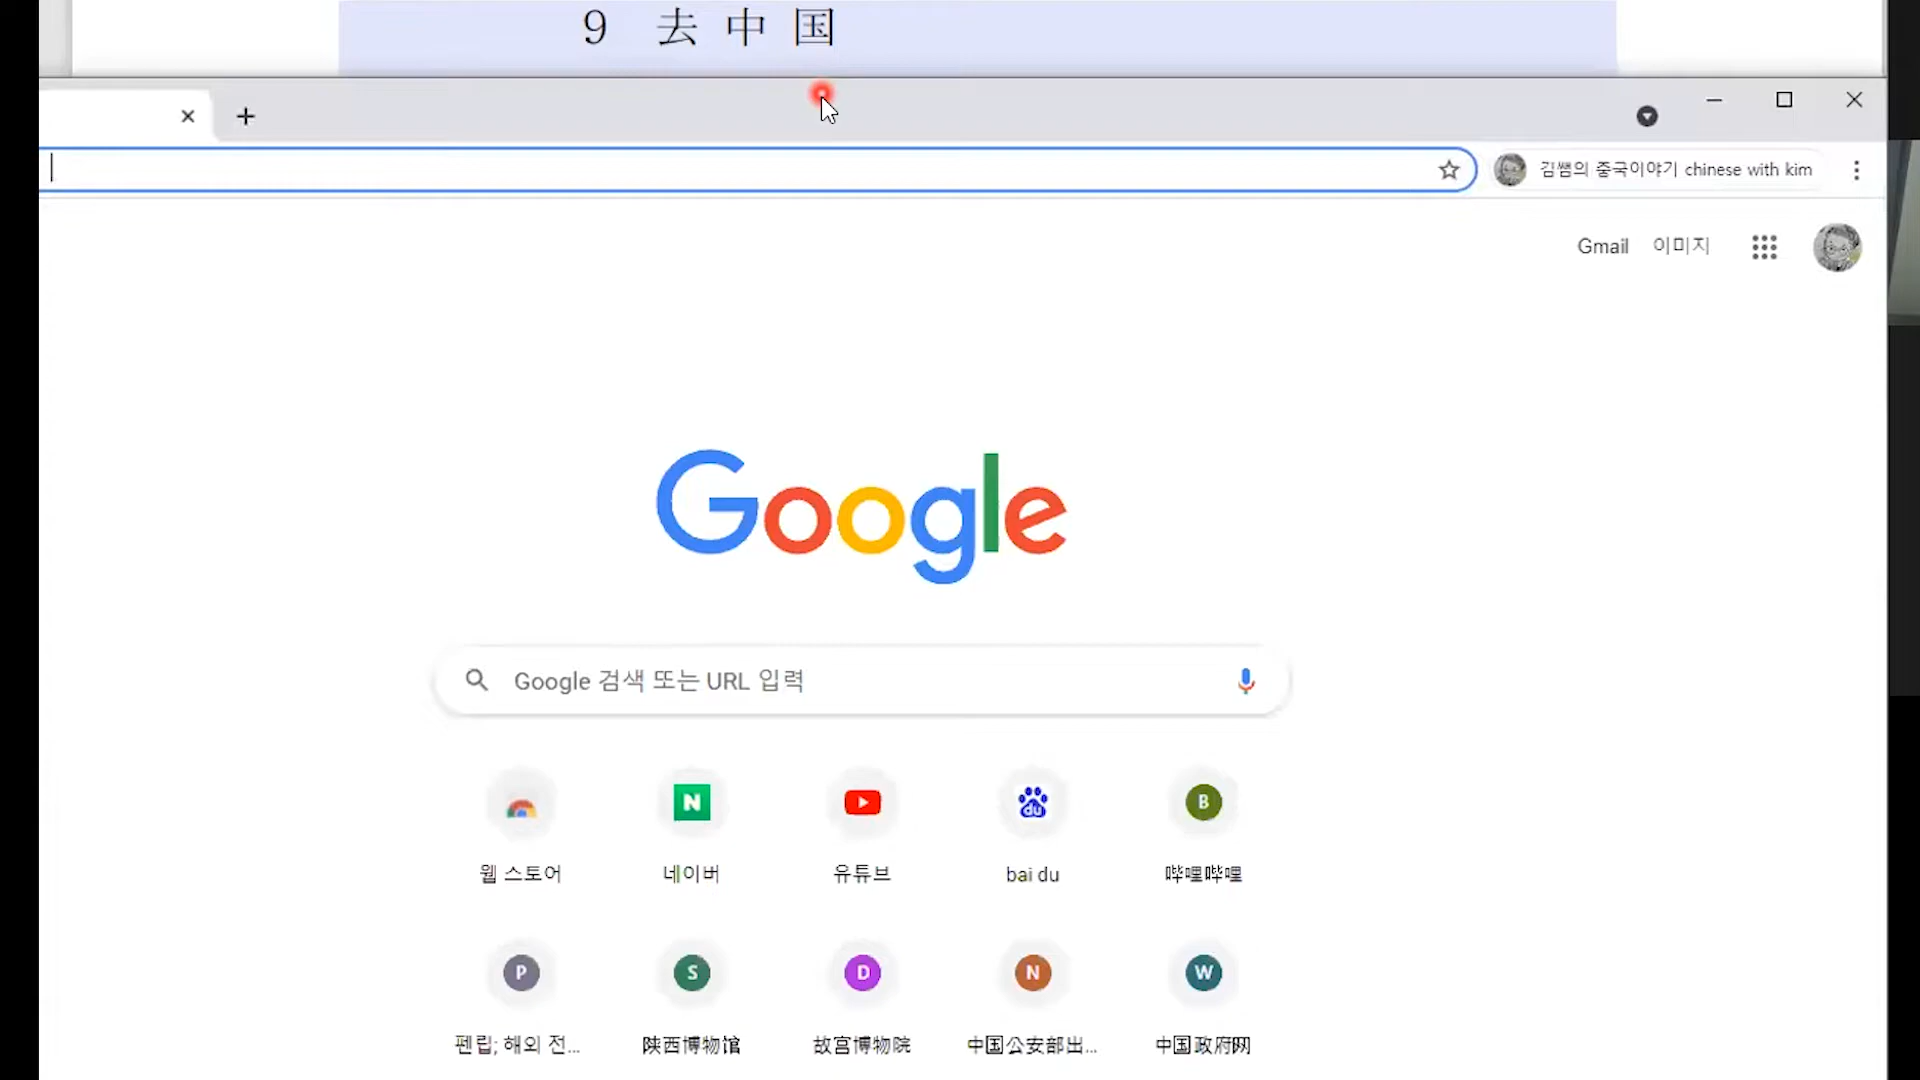 9 去 中 国
김쌤의 중국이야기 chinese with kim
Gmail 이미지
Google
Google 검색 또는 URL 입력
N du B
웹 스토어 네이버 유튜브 bai du 哔哩哔哩
P S D N W
펜립; 해외 전... 陕西博物馆 故宫博物院 中国公安部出... 中国政府网